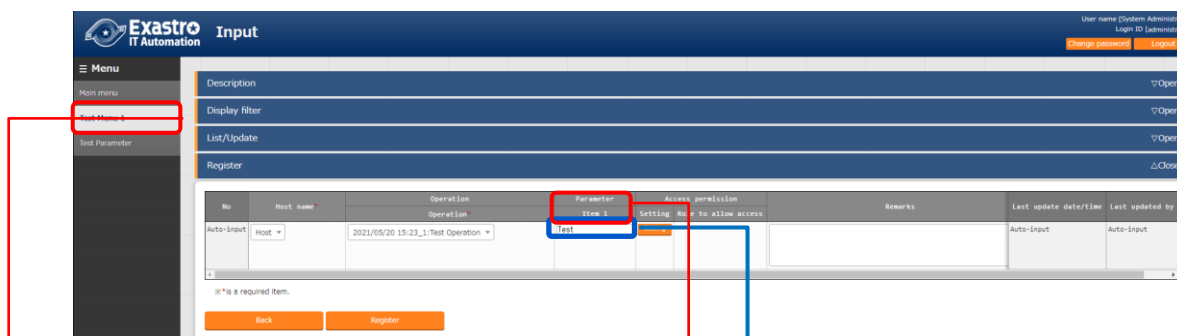 Exastro
IT Automation
Input
User name [System Administr
Login ID [administr
Change password
Logout
☰ Menu
Main menu
Test Menu 1
Test Parameter
Description
▽Open
Display filter
▽Open
List/Update
▽Open
Register
△Close
No
Host name*
Operation
Operation*
Parameter
Item 1
Access permission
Setting
Role to allow access
Remarks
Last update date/time
Last updated by
Auto-input
Host
2021/05/20 15:23_1:Test Operation
Test
Auto-input
Auto-input
※*is a required item.
Back
Register